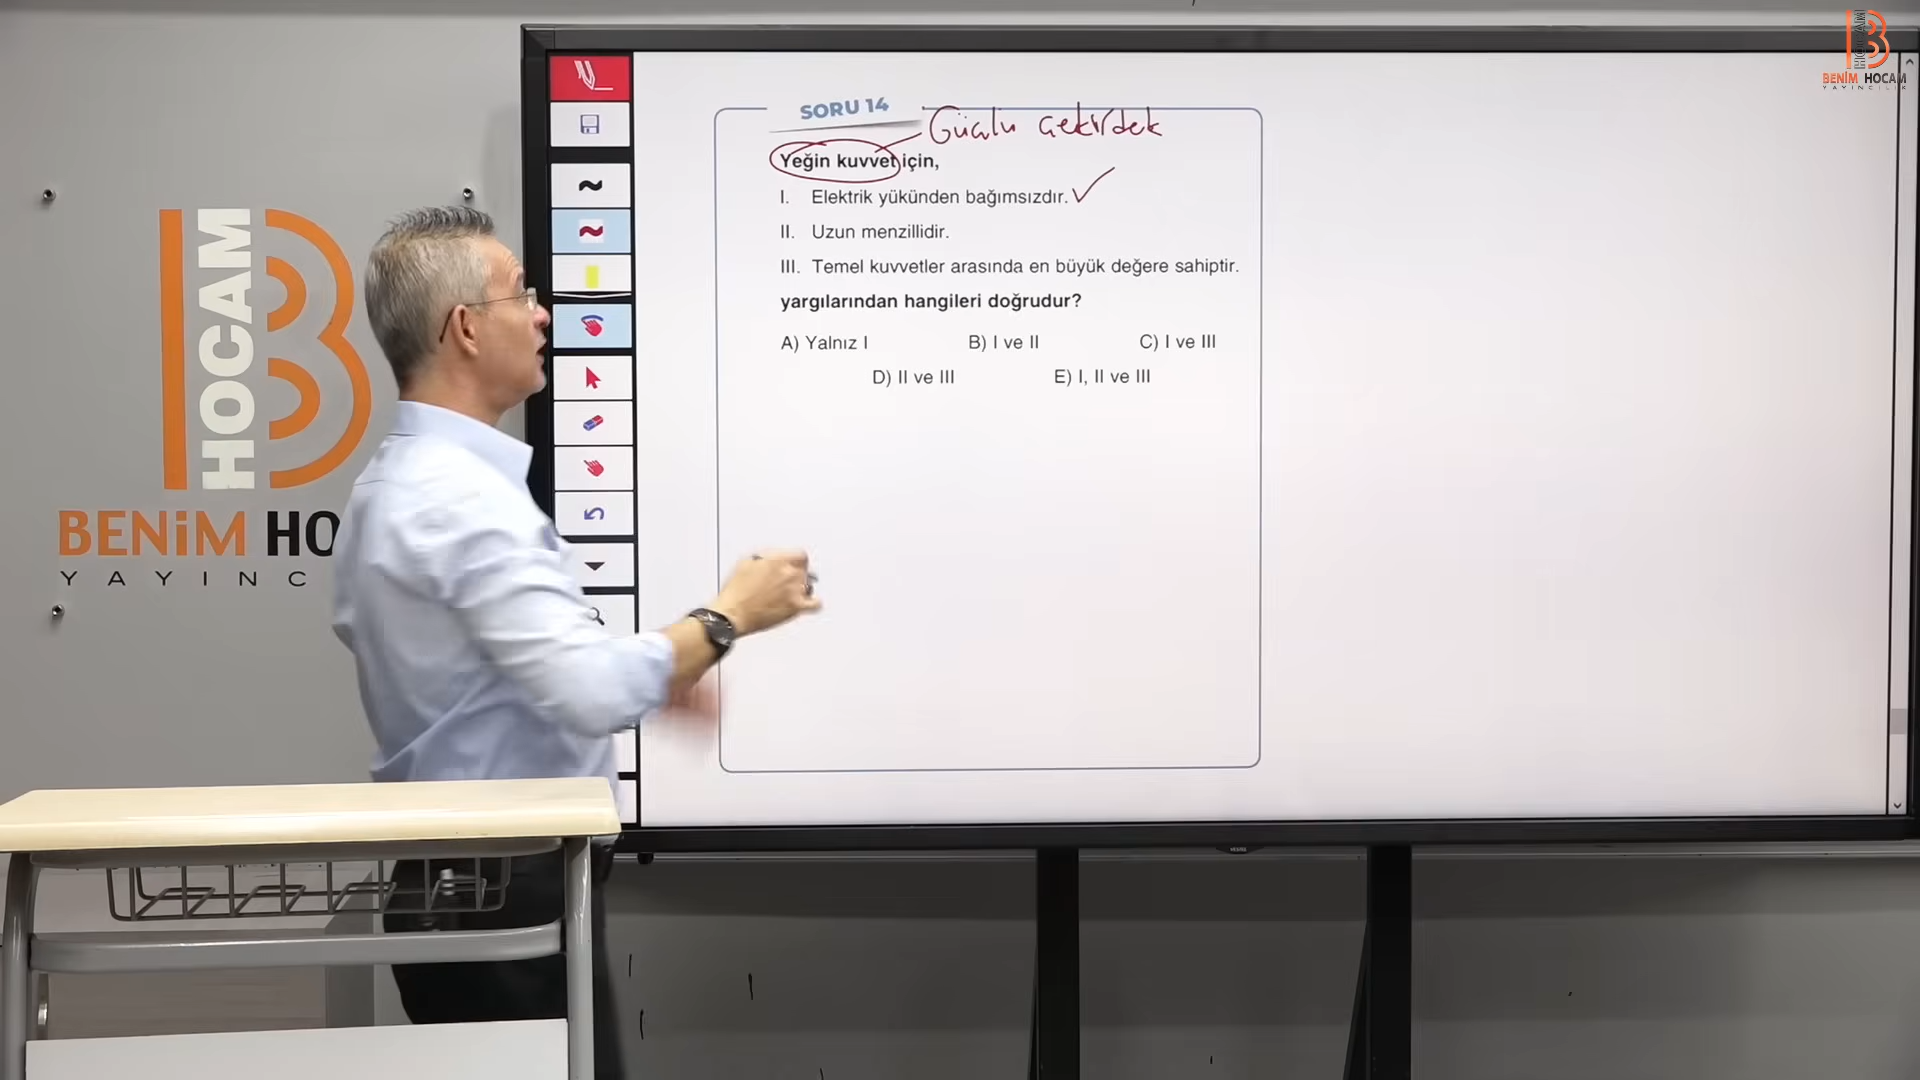 BENİM HOCAM
YAYINCILIK
HOCAM
BENİM HO
YAYINC
SORU 14
Güçlü Çekirdek
Yeğin kuvvet için,
I. Elektrik yükünden bağımsızdır. ✓
II. Uzun menzillidir.
III. Temel kuvvetler arasında en büyük değere sahiptir.
yargılarından hangileri doğrudur?
A) Yalnız I B) I ve II C) I ve III
D) II ve III E) I, II ve III